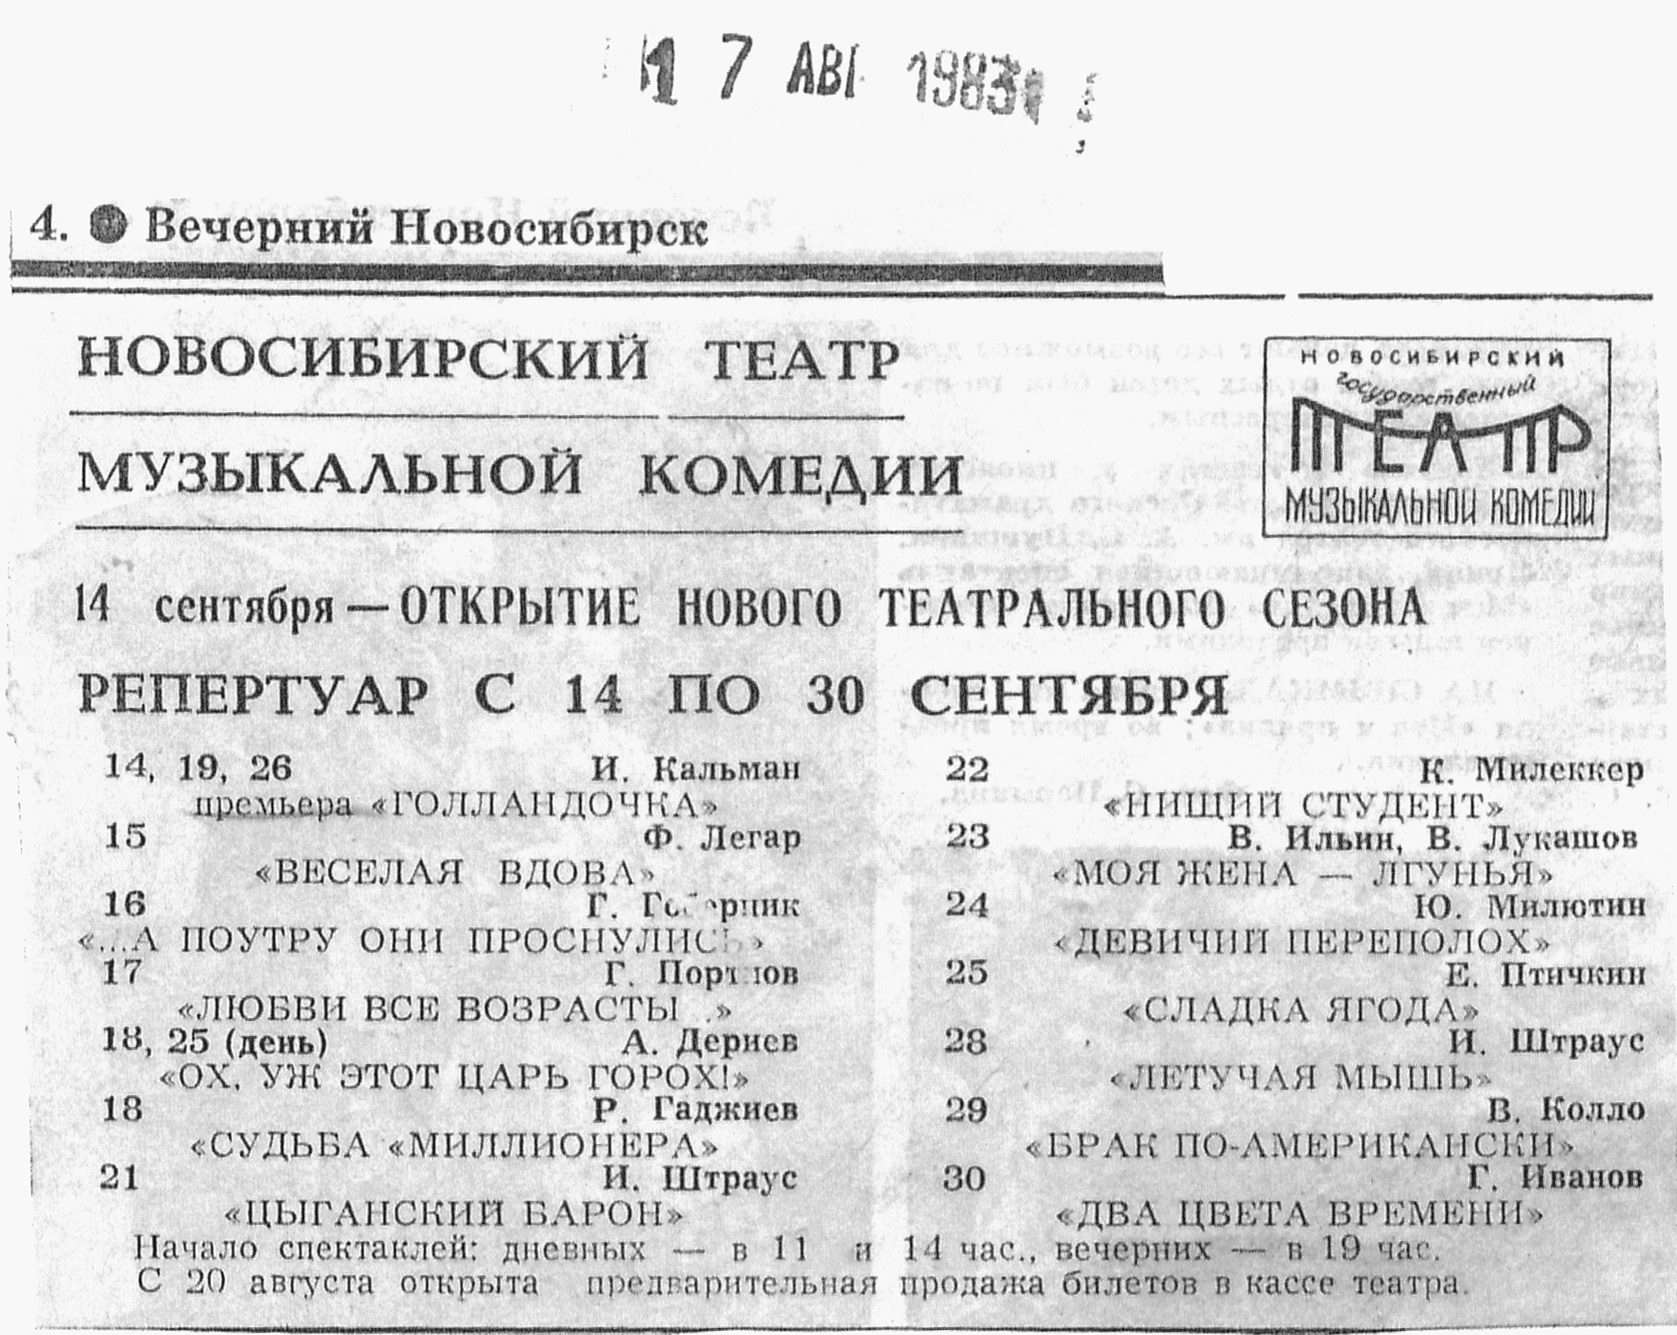 17 АВГ 1983
4. Вечерний Новосибирск
НОВОСИБИРСКИЙ ТЕАТР
МУЗЫКАЛЬНОЙ КОМЕДИИ
НОВОСИБИРСКИЙ
государственный
ТЕАТР
МУЗЫКАЛЬНОЙ КОМЕДИИ
14 сентября — ОТКРЫТИЕ НОВОГО ТЕАТРАЛЬНОГО СЕЗОНА
РЕПЕРТУАР С 14 ПО 30 СЕНТЯБРЯ
14, 19, 26 И. Кальман
премьера «ГОЛЛАНДОЧКА»
15 Ф. Легар
«ВЕСЕЛАЯ ВДОВА»
16 Г.
«...А ПОУТРУ ОНИ ПРОСНУЛИСЬ»
17 Г. Портнов
«ЛЮБВИ ВСЕ ВОЗРАСТЫ...»
18, 25 (день) А. Дериев
«ОХ, УЖ ЭТОТ ЦАРЬ ГОРОХ!»
18 Р. Гаджиев
«СУДЬБА «МИЛЛИОНЕРА»
21 И. Штраус
«ЦЫГАНСКИЙ БАРОН»
22 К. Милеккер
«НИЩИЙ СТУДЕНТ»
23 В. Ильин, В. Лукашов
«МОЯ ЖЕНА — ЛГУНЬЯ»
24 Ю. Милютин
«ДЕВИЧИЙ ПЕРЕПОЛОХ»
25 Е. Птичкин
«СЛАДКА ЯГОДА»
28 И. Штраус
«ЛЕТУЧАЯ МЫШЬ»
29 В. Колло
«БРАК ПО-АМЕРИКАНСКИ»
30 Г. Иванов
«ДВА ЦВЕТА ВРЕМЕНИ»
Начало спектаклей: дневных — в 11 и 14 час., вечерних — в 19 час.
С 20 августа открыта предварительная продажа билетов в кассе театра.